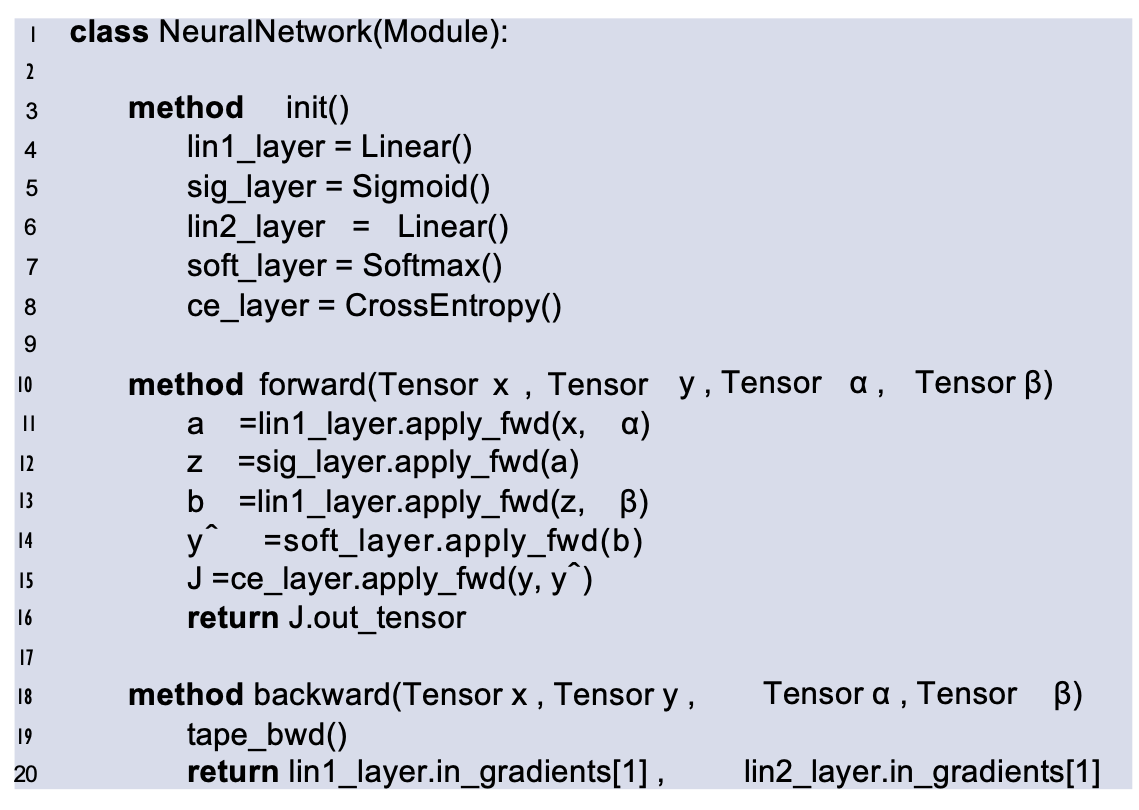 1 class NeuralNetwork(Module):
2
3 method init()
4 lin1_layer = Linear()
5 sig_layer = Sigmoid()
6 lin2_layer = Linear()
7 soft_layer = Softmax()
8 ce_layer = CrossEntropy()
9
10 method forward(Tensor x , Tensor y , Tensor α , Tensor β)
11 a =lin1_layer.apply_fwd(x, α)
12 z =sig_layer.apply_fwd(a)
13 b =lin1_layer.apply_fwd(z, β)
14 yˆ =soft_layer.apply_fwd(b)
15 J =ce_layer.apply_fwd(y, yˆ)
16 return J.out_tensor
17
18 method backward(Tensor x , Tensor y , Tensor α , Tensor β)
19 tape_bwd()
20 return lin1_layer.in_gradients[1] , lin2_layer.in_gradients[1]